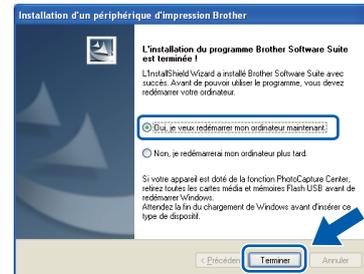 Installation d'un périphérique d'impression Brother
L'installation du programme Brother Software Suite
est terminée !
L'InstallShield Wizard a installé Brother Software Suite avec
succès. Avant de pouvoir utiliser le programme, vous devez
redémarrer votre ordinateur.
Oui, je veux redémarrer mon ordinateur maintenant.
Non, je redémarrerai mon ordinateur plus tard.
Si votre appareil est doté de la fonction PhotoCapture Center,
retirez toutes les cartes média et mémoires Flash USB avant de
redémarrer Windows.
Attendez la fin du chargement de Windows avant d'insérer ce
type de dispositif.
< Précéden
Terminer
Annuler